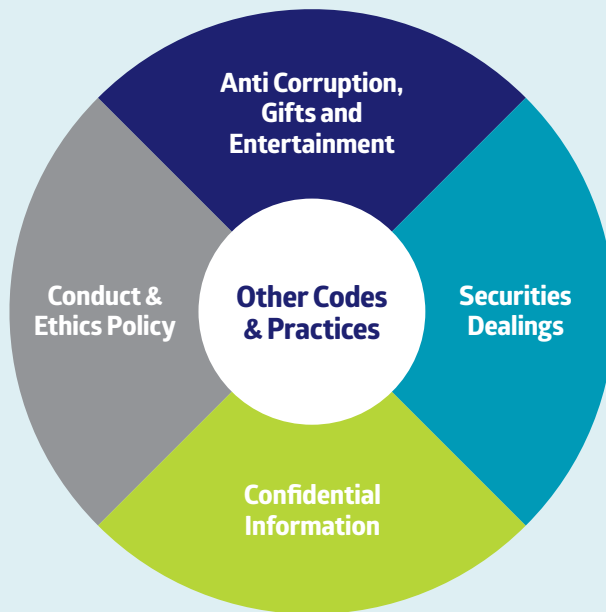 Anti Corruption,
Gifts and
Entertainment
Conduct &
Ethics Policy
Other Codes
& Practices
Securities
Dealings
Confidential
Information